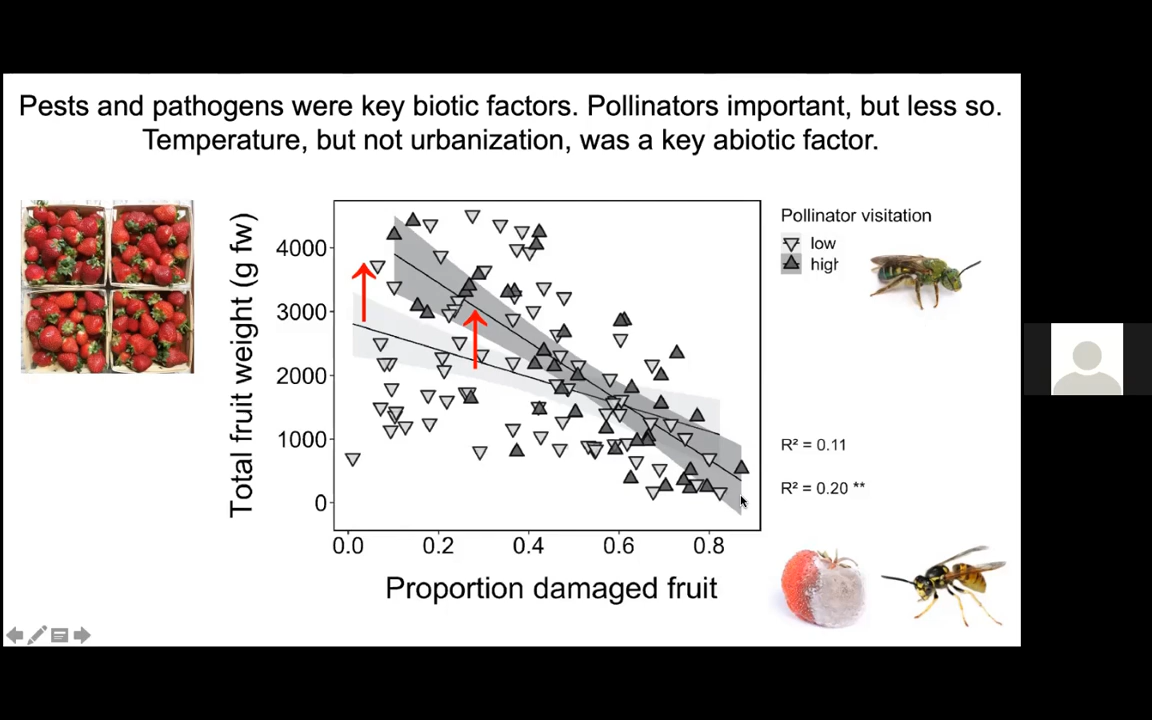 Pests and pathogens were key biotic factors. Pollinators important, but less so.
Temperature, but not urbanization, was a key abiotic factor.
Total fruit weight (g fw)
4000
3000
2000
1000
0
0.0 0.2 0.4 0.6 0.8
Proportion damaged fruit
Pollinator visitation
low
high
R² = 0.11
R² = 0.20 **